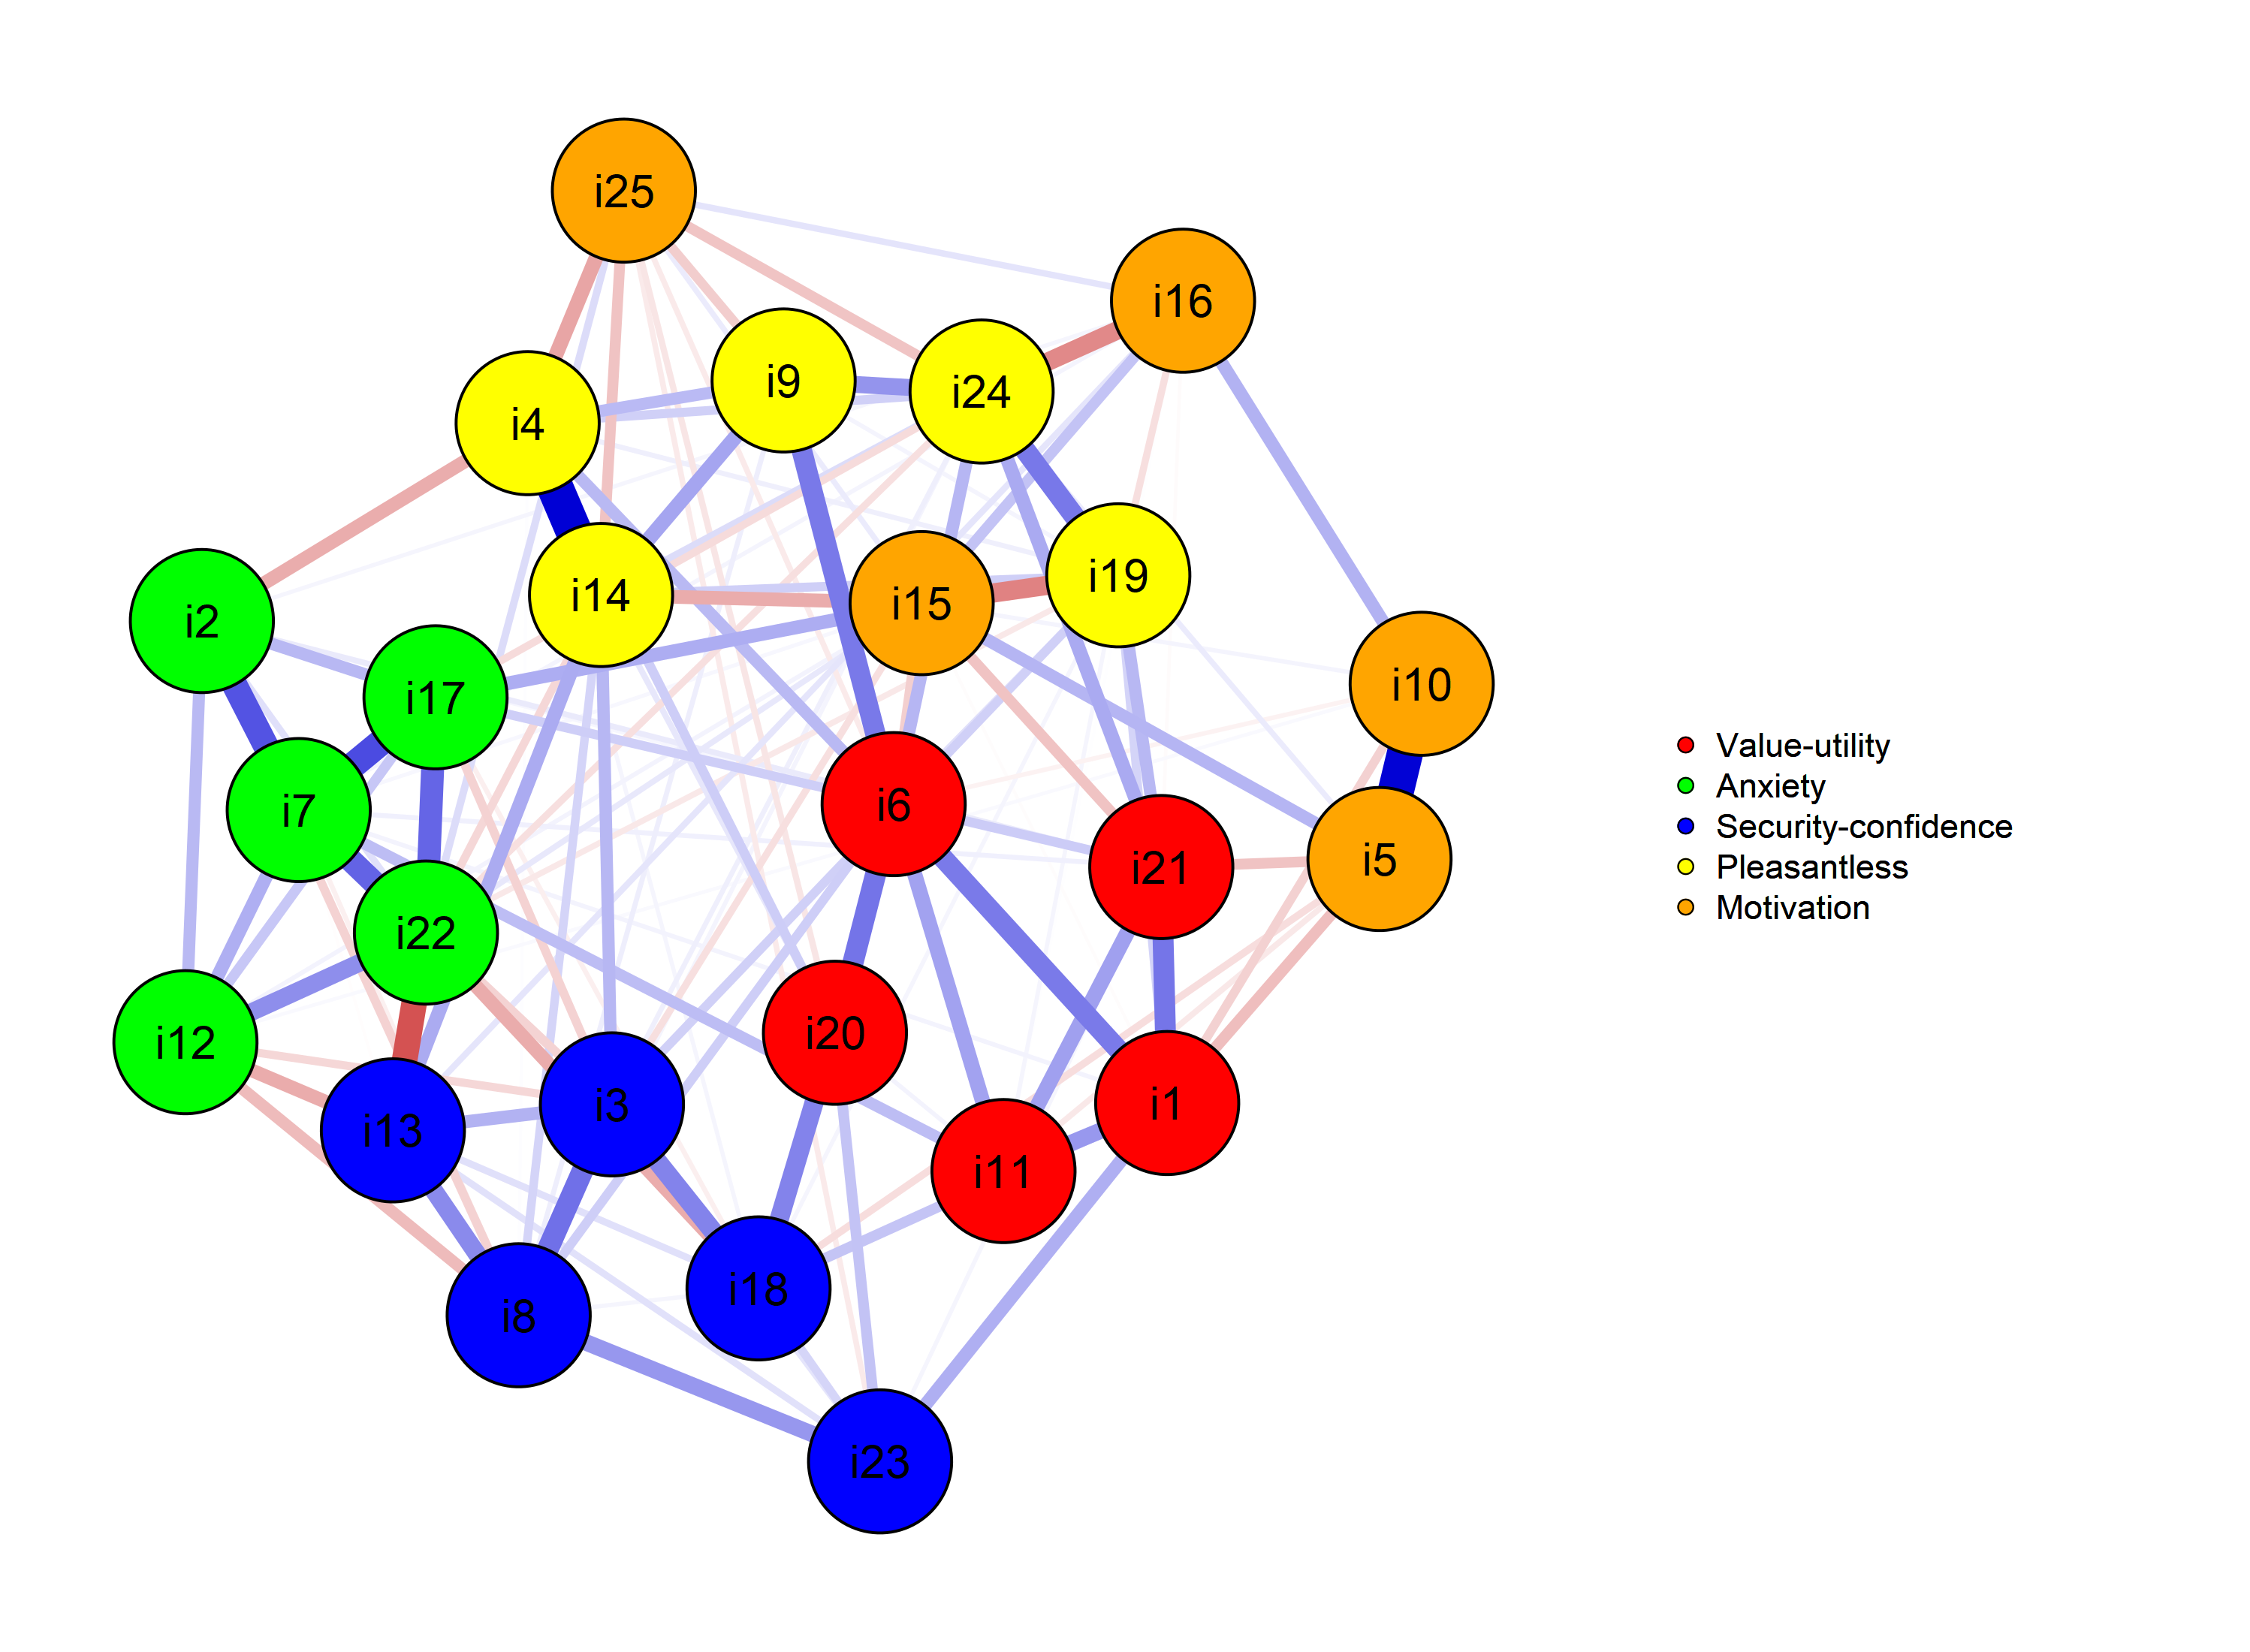 i25
i16
i9
i24
i4
i19
i14
i15
i2
i10
i17
i7
i6
i5
i21
i22
i20
i12
i3
i1
i13
i11
i18
i8
i23
Value-utility
Anxiety
Security-confidence
Pleasantless
Motivation